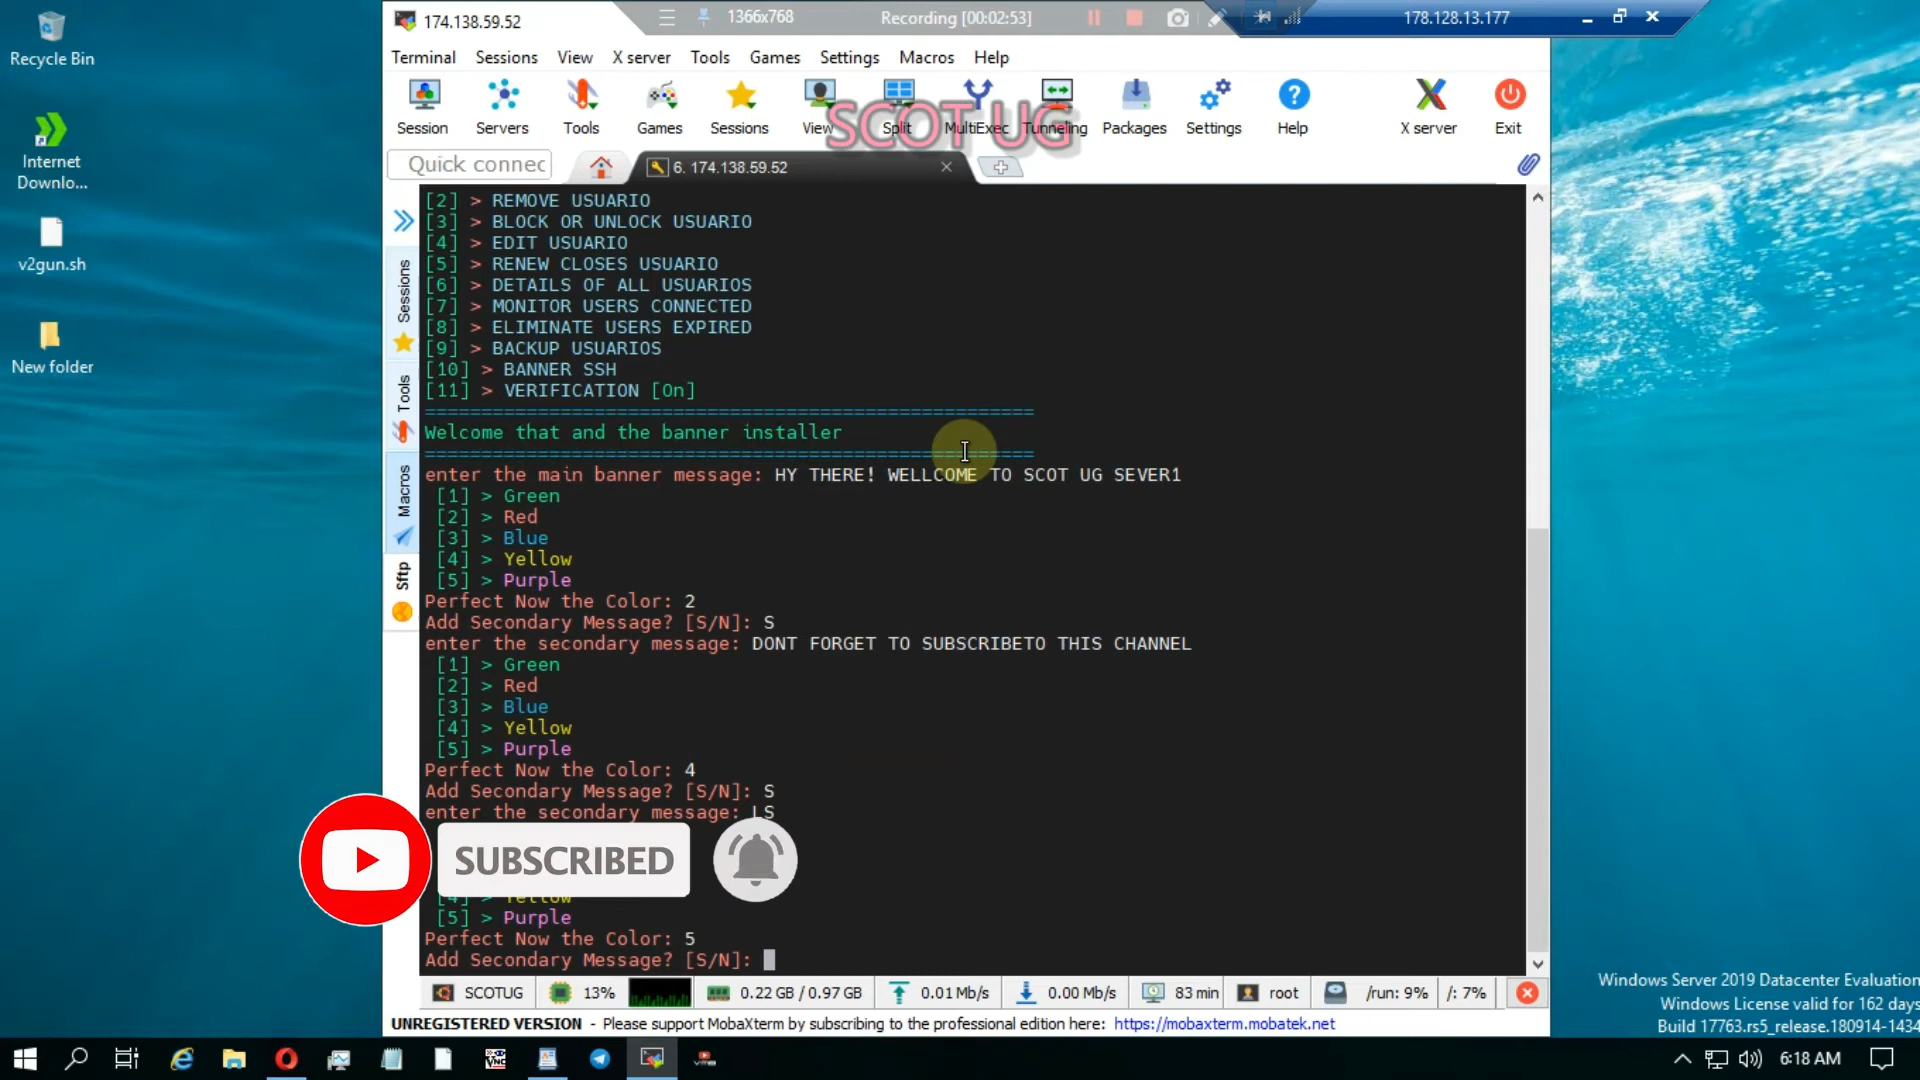 Recycle Bin
Internet
Downlo...
v2gun.sh
New folder
174.138.59.52
1366x768
Recording [00:02:53]
178.128.13.177
Terminal Sessions View X server Tools Games Settings Macros Help
Session Servers Tools Games Sessions View Split MultiExec Tunneling Packages Settings Help X server Exit
SCOT UG
Quick connec
6. 174.138.59.52
Sessions
Tools
Macros
Sftp
[2] > REMOVE USUARIO
[3] > BLOCK OR UNLOCK USUARIO
[4] > EDIT USUARIO
[5] > RENEW CLOSES USUARIO
[6] > DETAILS OF ALL USUARIOS
[7] > MONITOR USERS CONNECTED
[8] > ELIMINATE USERS EXPIRED
[9] > BACKUP USUARIOS
[10] > BANNER SSH
[11] > VERIFICATION [On]
======================================================
Welcome that and the banner installer
======================================================
enter the main banner message: HY THERE! WELLCOME TO SCOT UG SEVER1
[1] > Green
[2] > Red
[3] > Blue
[4] > Yellow
[5] > Purple
Perfect Now the Color: 2
Add Secondary Message? [S/N]: S
enter the secondary message: DONT FORGET TO SUBSCRIBETO THIS CHANNEL
[1] > Green
[2] > Red
[3] > Blue
[4] > Yellow
[5] > Purple
Perfect Now the Color: 4
Add Secondary Message? [S/N]: S
enter the secondary message: LS
SUBSCRIBED
[4] > Yellow
[5] > Purple
Perfect Now the Color: 5
Add Secondary Message? [S/N]:
SCOTUG 13% 0.22 GB / 0.97 GB 0.01 Mb/s 0.00 Mb/s 83 min root /run: 9% /: 7%
UNREGISTERED VERSION - Please support MobaXterm by subscribing to the professional edition here: https://mobaxterm.mobatek.net
Windows Server 2019 Datacenter Evaluation
Windows License valid for 162 days
Build 17763.rs5_release.180914-1434
6:18 AM